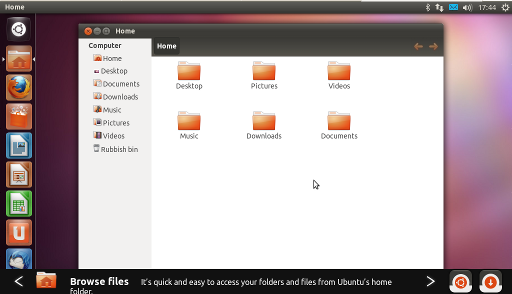 Home
17:44
Home
Computer
Home
Home
Desktop
Documents
Downloads
Music
Pictures
Videos
Rubbish bin
Desktop
Pictures
Videos
Music
Downloads
Documents
Browse files
It's quick and easy to access your folders and files from Ubuntu's home
folder.